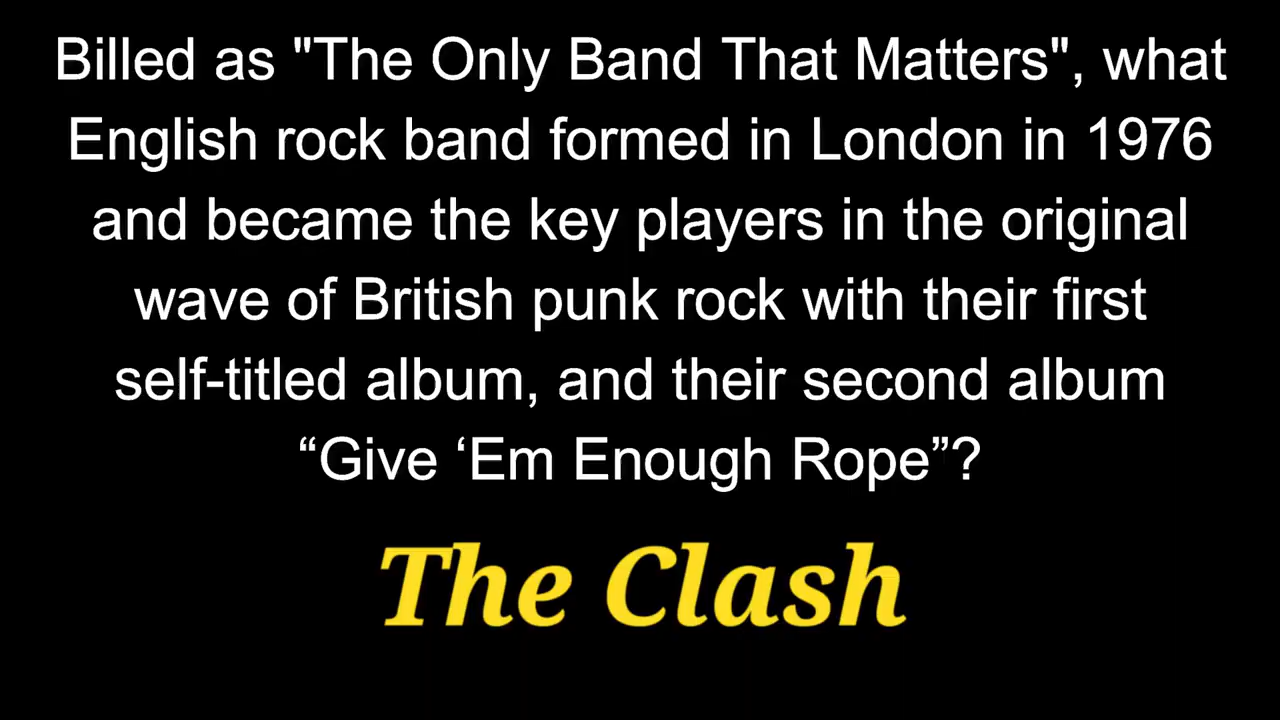 Billed as "The Only Band That Matters", what
English rock band formed in London in 1976
and became the key players in the original
wave of British punk rock with their first
self-titled album, and their second album
“Give ‘Em Enough Rope”?
The Clash